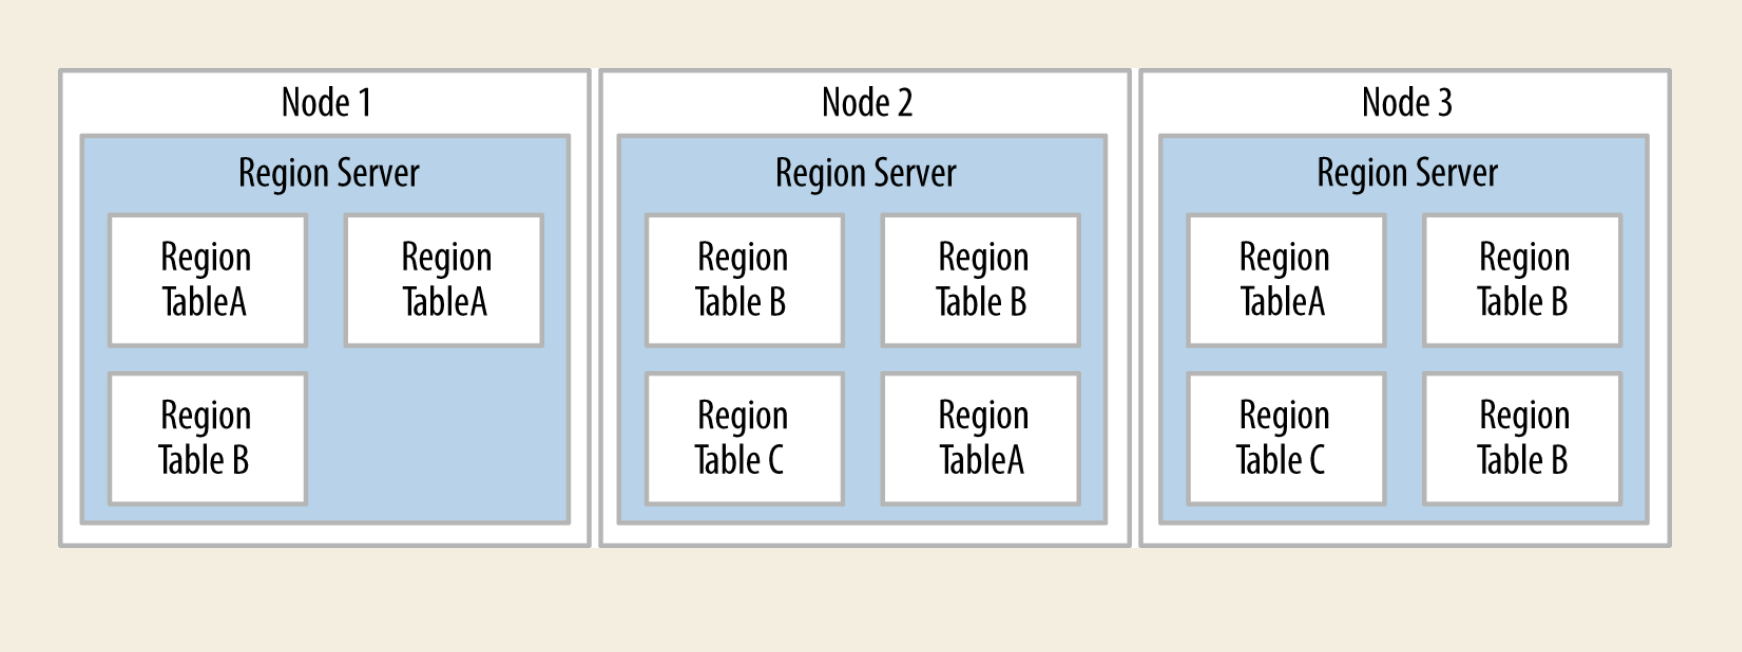 Node 1
Region Server
Region
TableA
Region
TableA
Region
Table B
Node 2
Region Server
Region
Table B
Region
Table B
Region
Table C
Region
TableA
Node 3
Region Server
Region
TableA
Region
Table B
Region
Table C
Region
Table B